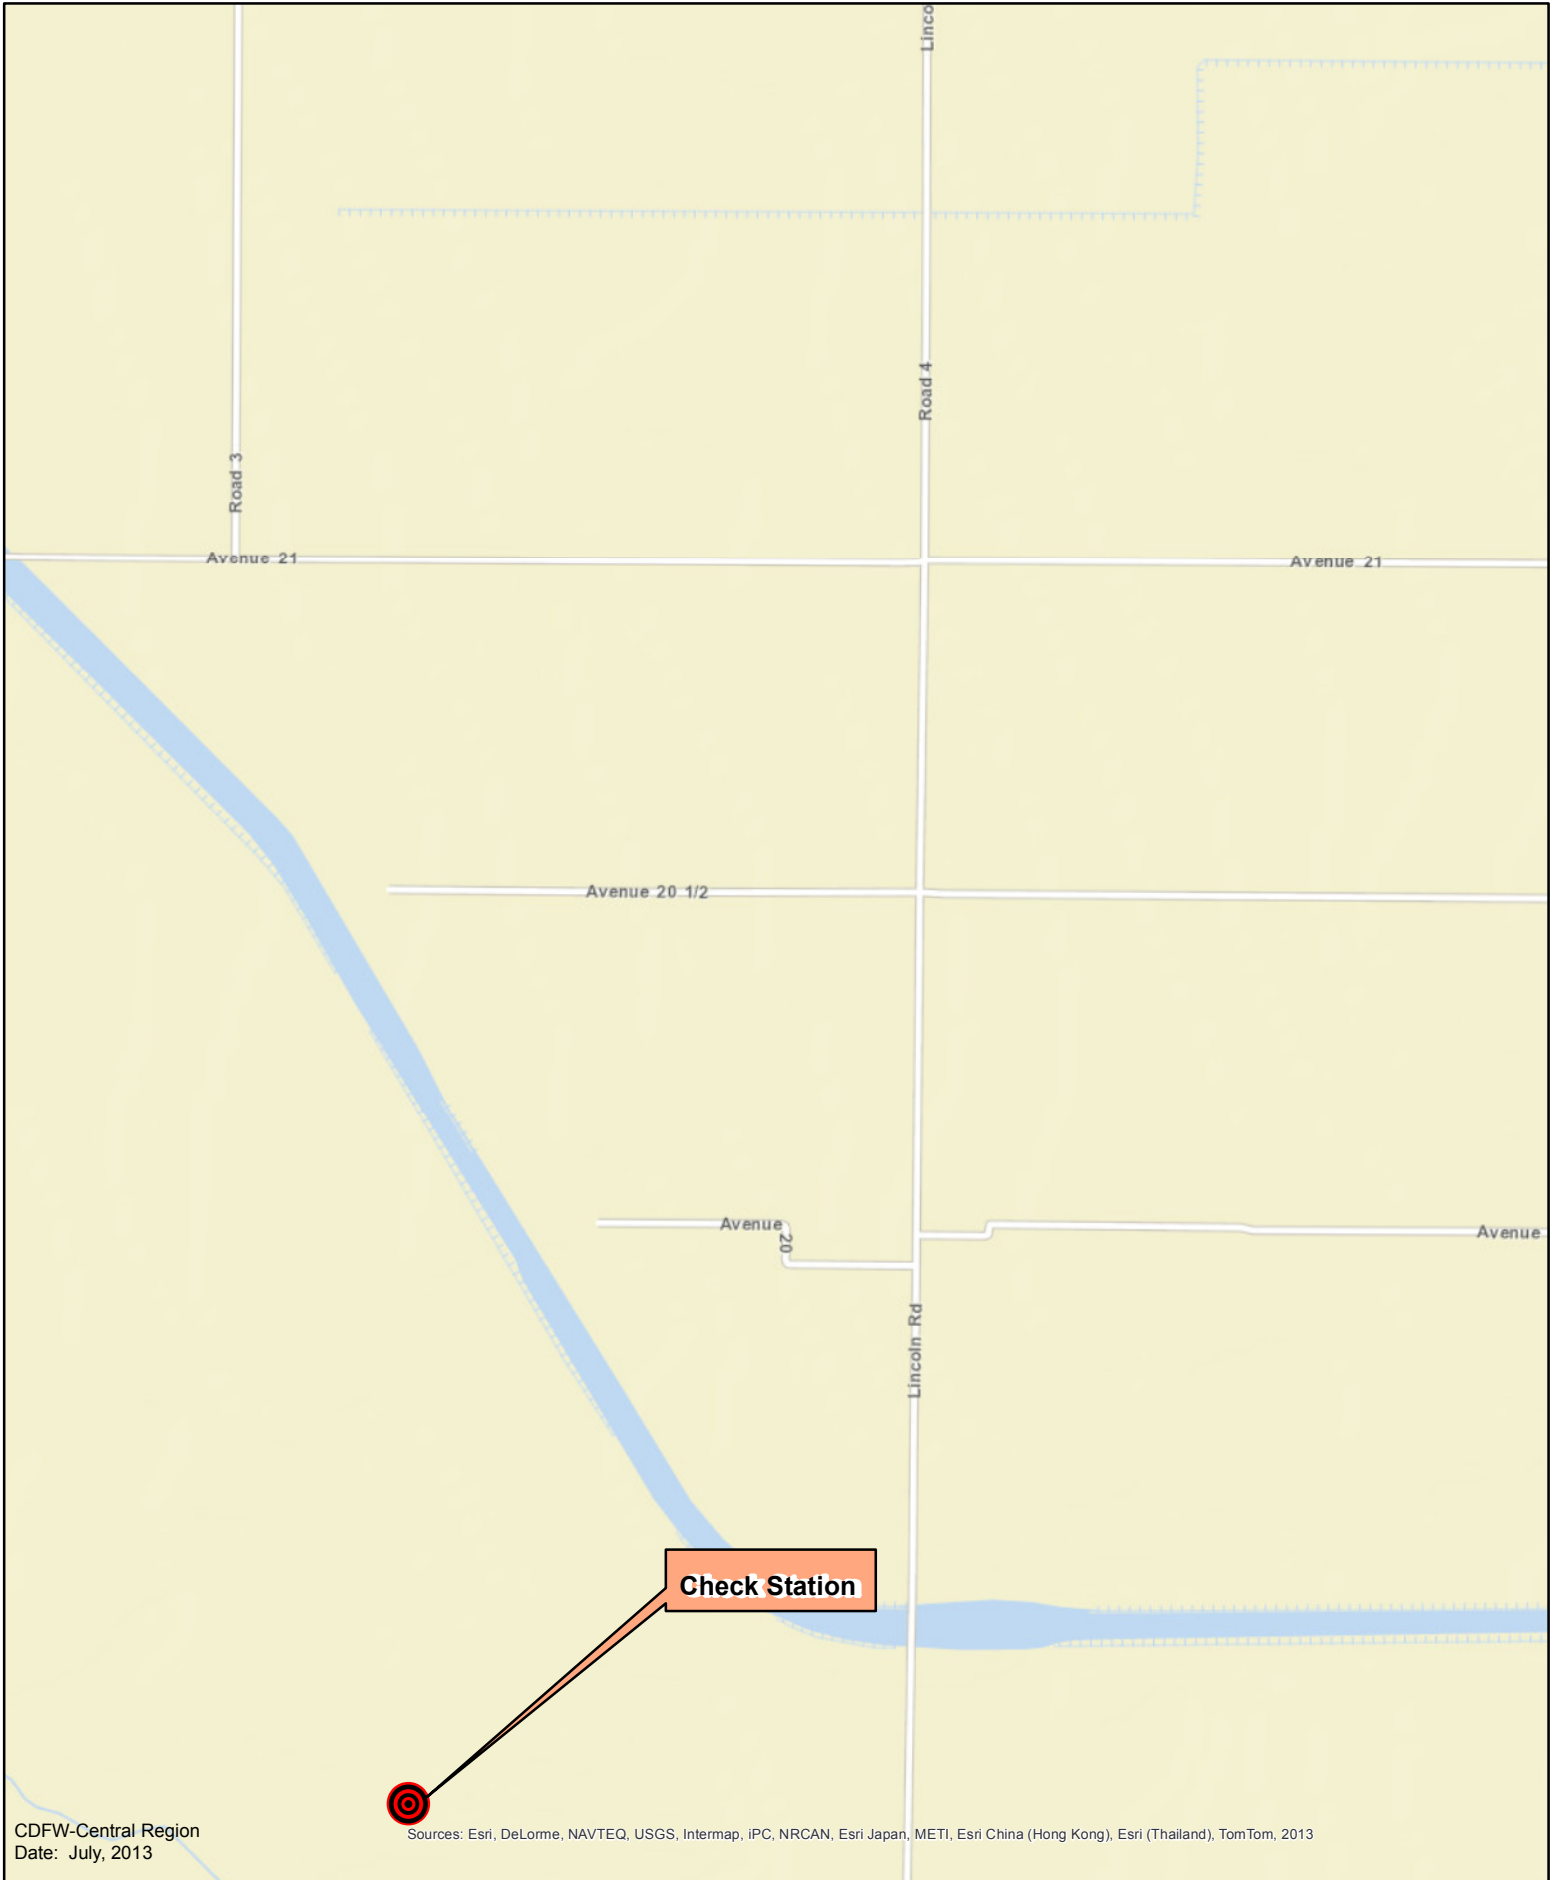 Linco
Road 4
Road 3
Avenue 21
Avenue 21
Avenue 20 1/2
Avenue 20
Avenue
Lincoln Rd
Check Station
CDFW-Central Region
Date: July, 2013
Sources: Esri, DeLorme, NAVTEQ, USGS, Intermap, iPC, NRCAN, Esri Japan, METI, Esri China (Hong Kong), Esri (Thailand), TomTom, 2013